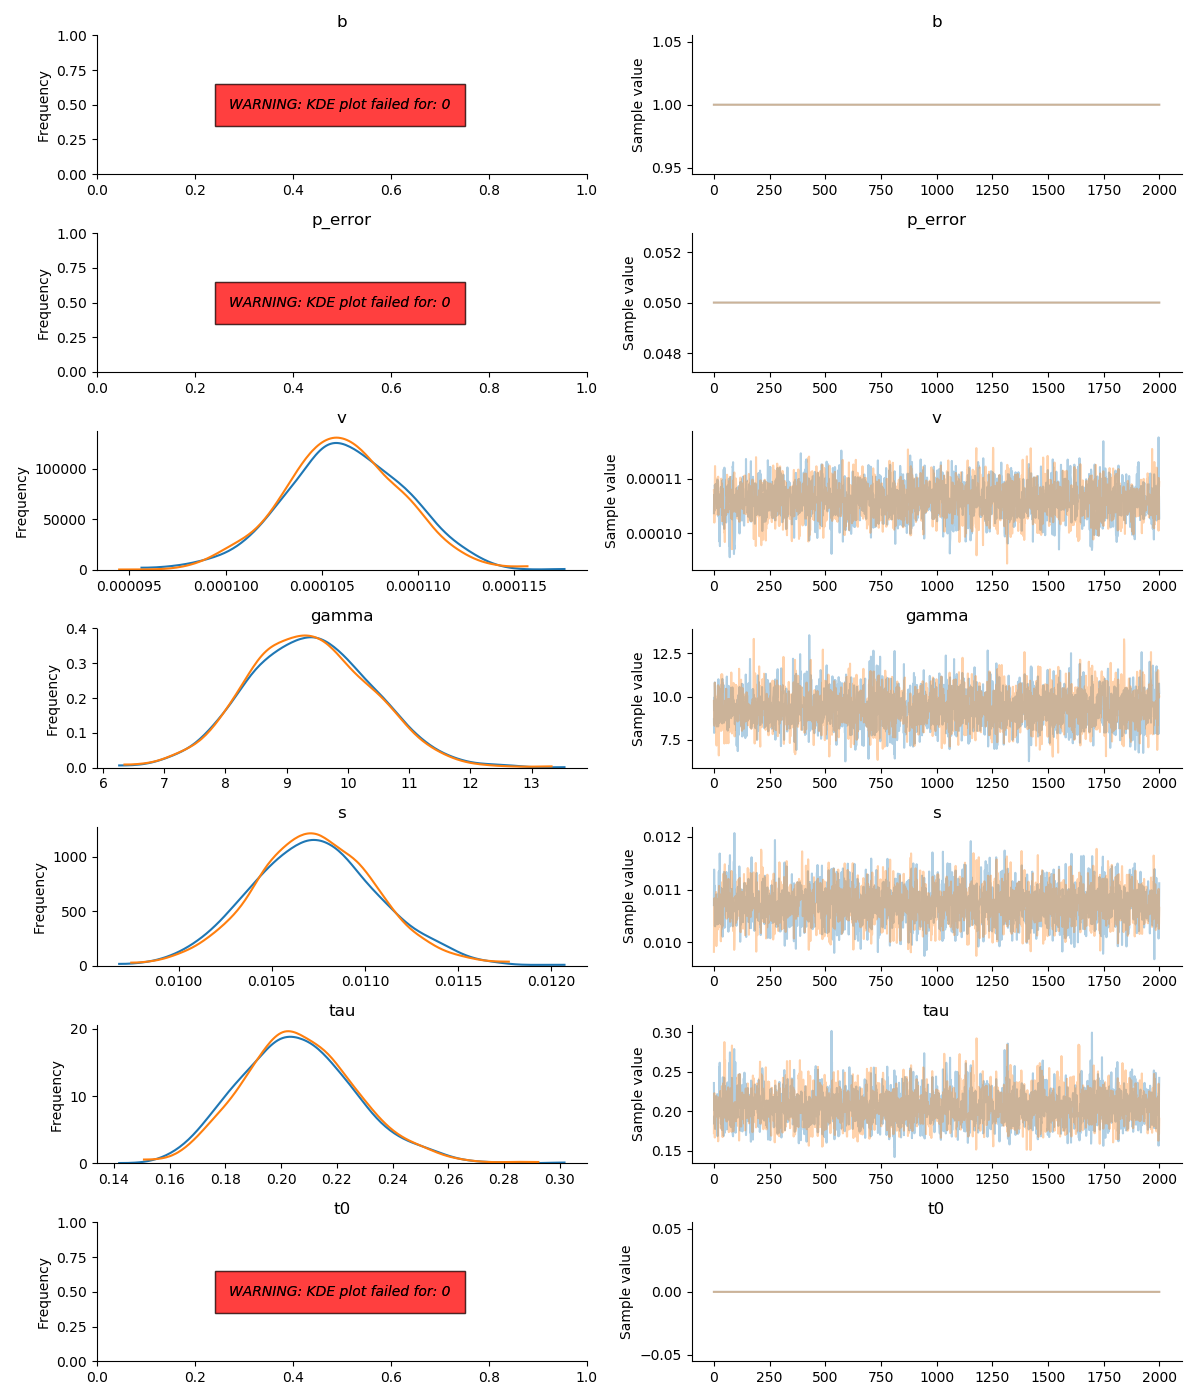 b
1.00
0.75
0.50
0.25
0.00
Frequency
WARNING: KDE plot failed for: 0
0.0 0.2 0.4 0.6 0.8 1.0
b
1.05
1.00
0.95
Sample value
0 250 500 750 1000 1250 1500 1750 2000
p_error
1.00
0.75
0.50
0.25
0.00
Frequency
WARNING: KDE plot failed for: 0
0.0 0.2 0.4 0.6 0.8 1.0
p_error
0.052
0.050
0.048
Sample value
0 250 500 750 1000 1250 1500 1750 2000
v
100000
50000
0
Frequency
0.000095 0.000100 0.000105 0.000110 0.000115
v
0.00011
0.00010
Sample value
0 250 500 750 1000 1250 1500 1750 2000
gamma
0.4
0.3
0.2
0.1
0.0
Frequency
6 7 8 9 10 11 12 13
gamma
12.5
10.0
7.5
Sample value
0 250 500 750 1000 1250 1500 1750 2000
s
1000
500
0
Frequency
0.0100 0.0105 0.0110 0.0115 0.0120
s
0.012
0.011
0.010
Sample value
0 250 500 750 1000 1250 1500 1750 2000
tau
20
10
0
Frequency
0.14 0.16 0.18 0.20 0.22 0.24 0.26 0.28 0.30
tau
0.30
0.25
0.20
0.15
Sample value
0 250 500 750 1000 1250 1500 1750 2000
t0
1.00
0.75
0.50
0.25
0.00
Frequency
WARNING: KDE plot failed for: 0
0.0 0.2 0.4 0.6 0.8 1.0
t0
0.05
0.00
−0.05
Sample value
0 250 500 750 1000 1250 1500 1750 2000